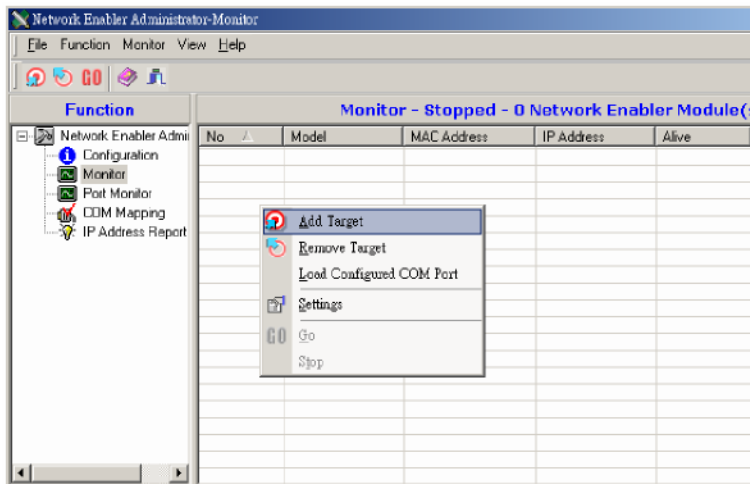 Network Enabler Administrator-Monitor
File Function Monitor View Help
GO
Function
Monitor - Stopped - 0 Network Enabler Module(
Network Enabler Admi
No Model MAC Address IP Address Alive
Configuration
Monitor
Port Monitor
COM Mapping
IP Address Report
Add Target
Remove Target
Load Configured COM Port
Settings
GO Go
Stop